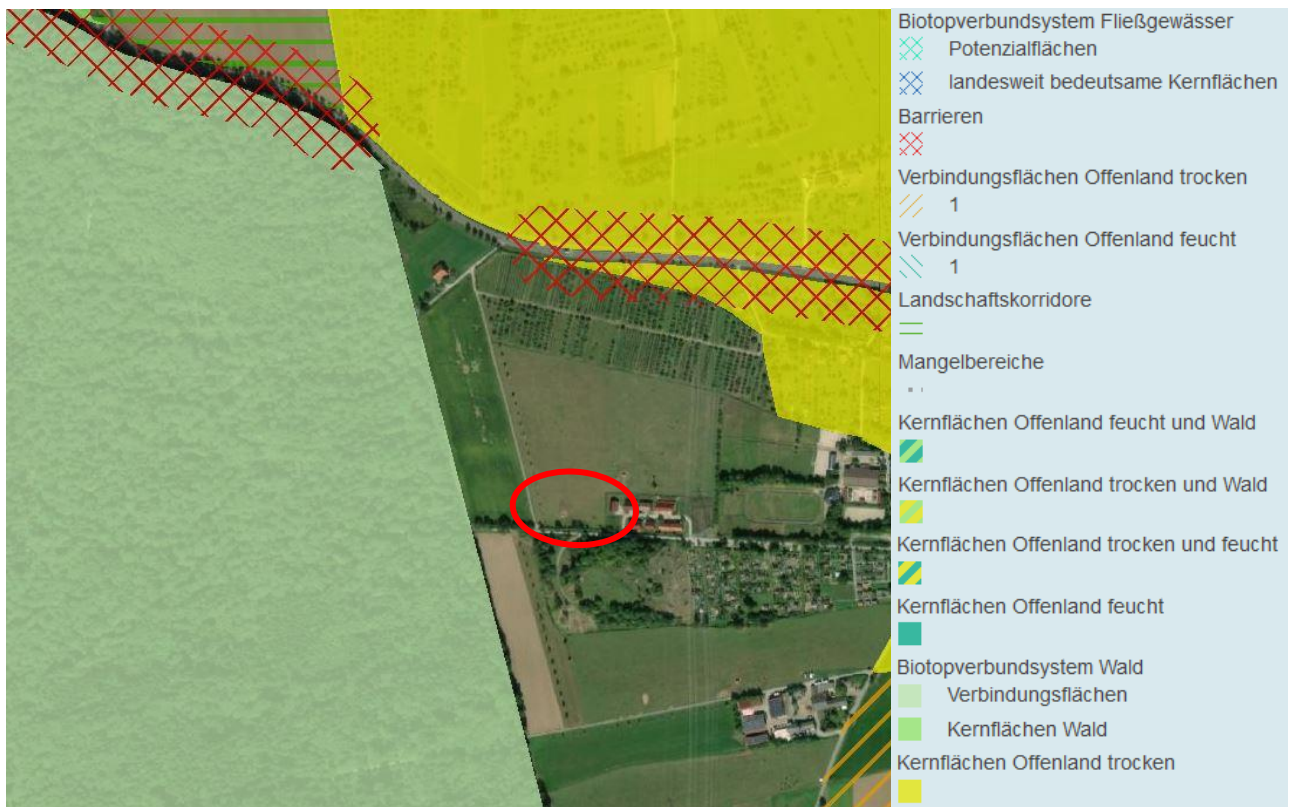 Biotopverbundsystem Fließgewässer
Potenzialflächen
landesweit bedeutsame Kernflächen
Barrieren
Verbindungsflächen Offenland trocken
1
Verbindungsflächen Offenland feucht
1
Landschaftskorridore
Mangelbereiche
Kernflächen Offenland feucht und Wald
Kernflächen Offenland trocken und Wald
Kernflächen Offenland trocken und feucht
Kernflächen Offenland feucht
Biotopverbundsystem Wald
Verbindungsflächen
Kernflächen Wald
Kernflächen Offenland trocken